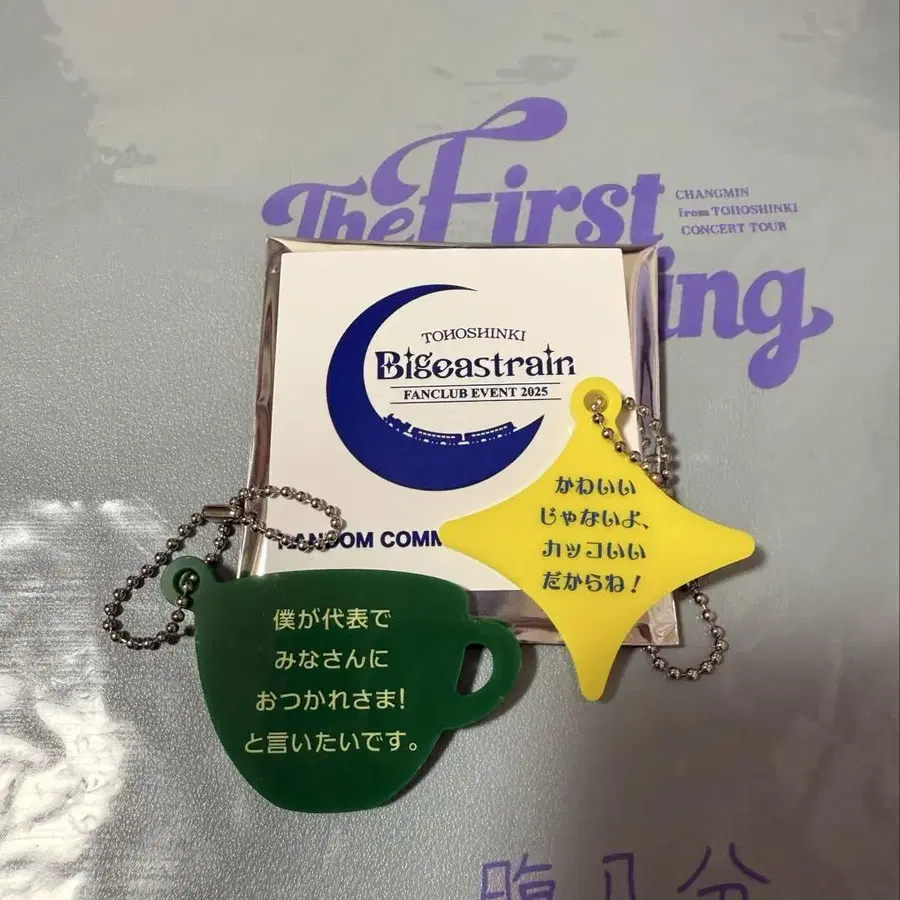 The First
CHANGMIN
from TOHOSHINKI
CONCERT TOUR
ing
TOHOSHINKI
Bigeastrain
FANCLUB EVENT 2025
RANDOM COMM
かわいい
じゃないよ、
カッコいい
だからね!
僕が代表で
みなさんに
おつかれさま!
と言いたいです。